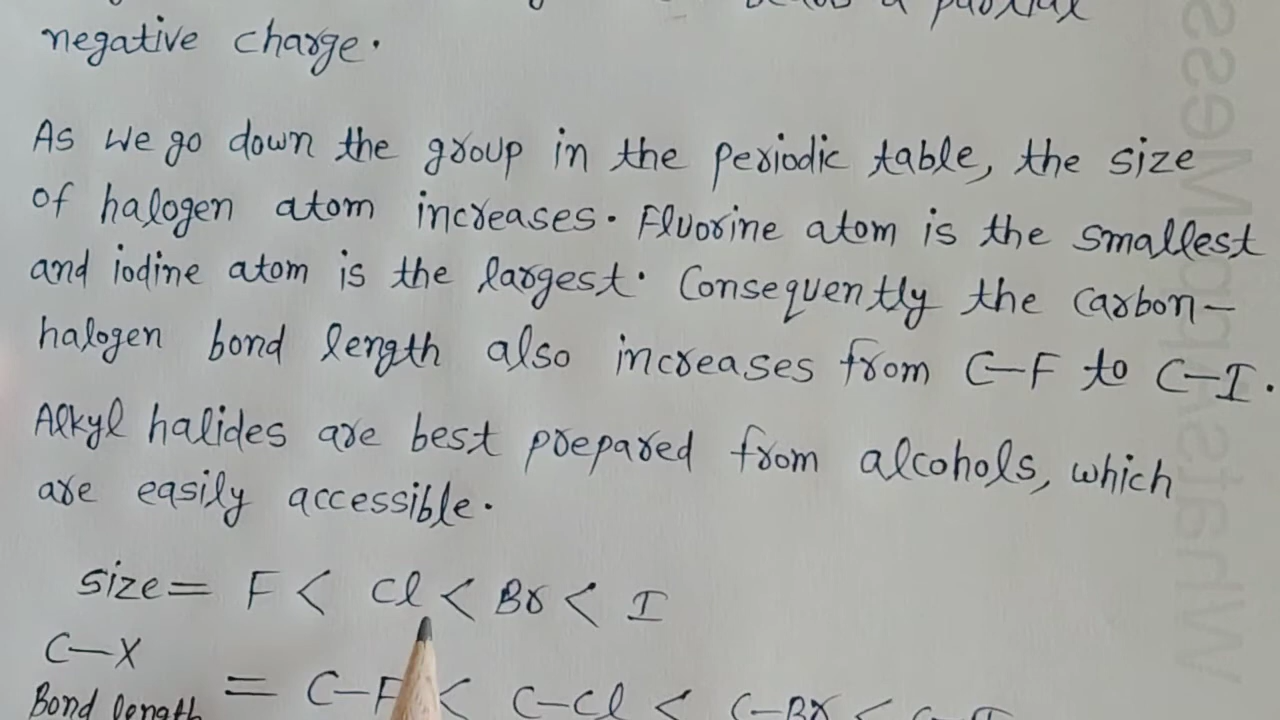 a partial
negative charge.
As we go down the group in the periodic table, the size
of halogen atom increases. Fluorine atom is the smallest
and iodine atom is the largest. Consequently the carbon-
halogen bond length also increases from C-F to C-I.
Alkyl halides are best prepared from alcohols, which
are easily accessible.
size = F < Cl < Br < I
C-X
Bond length = C-F < C-Cl < C-Br < C-I